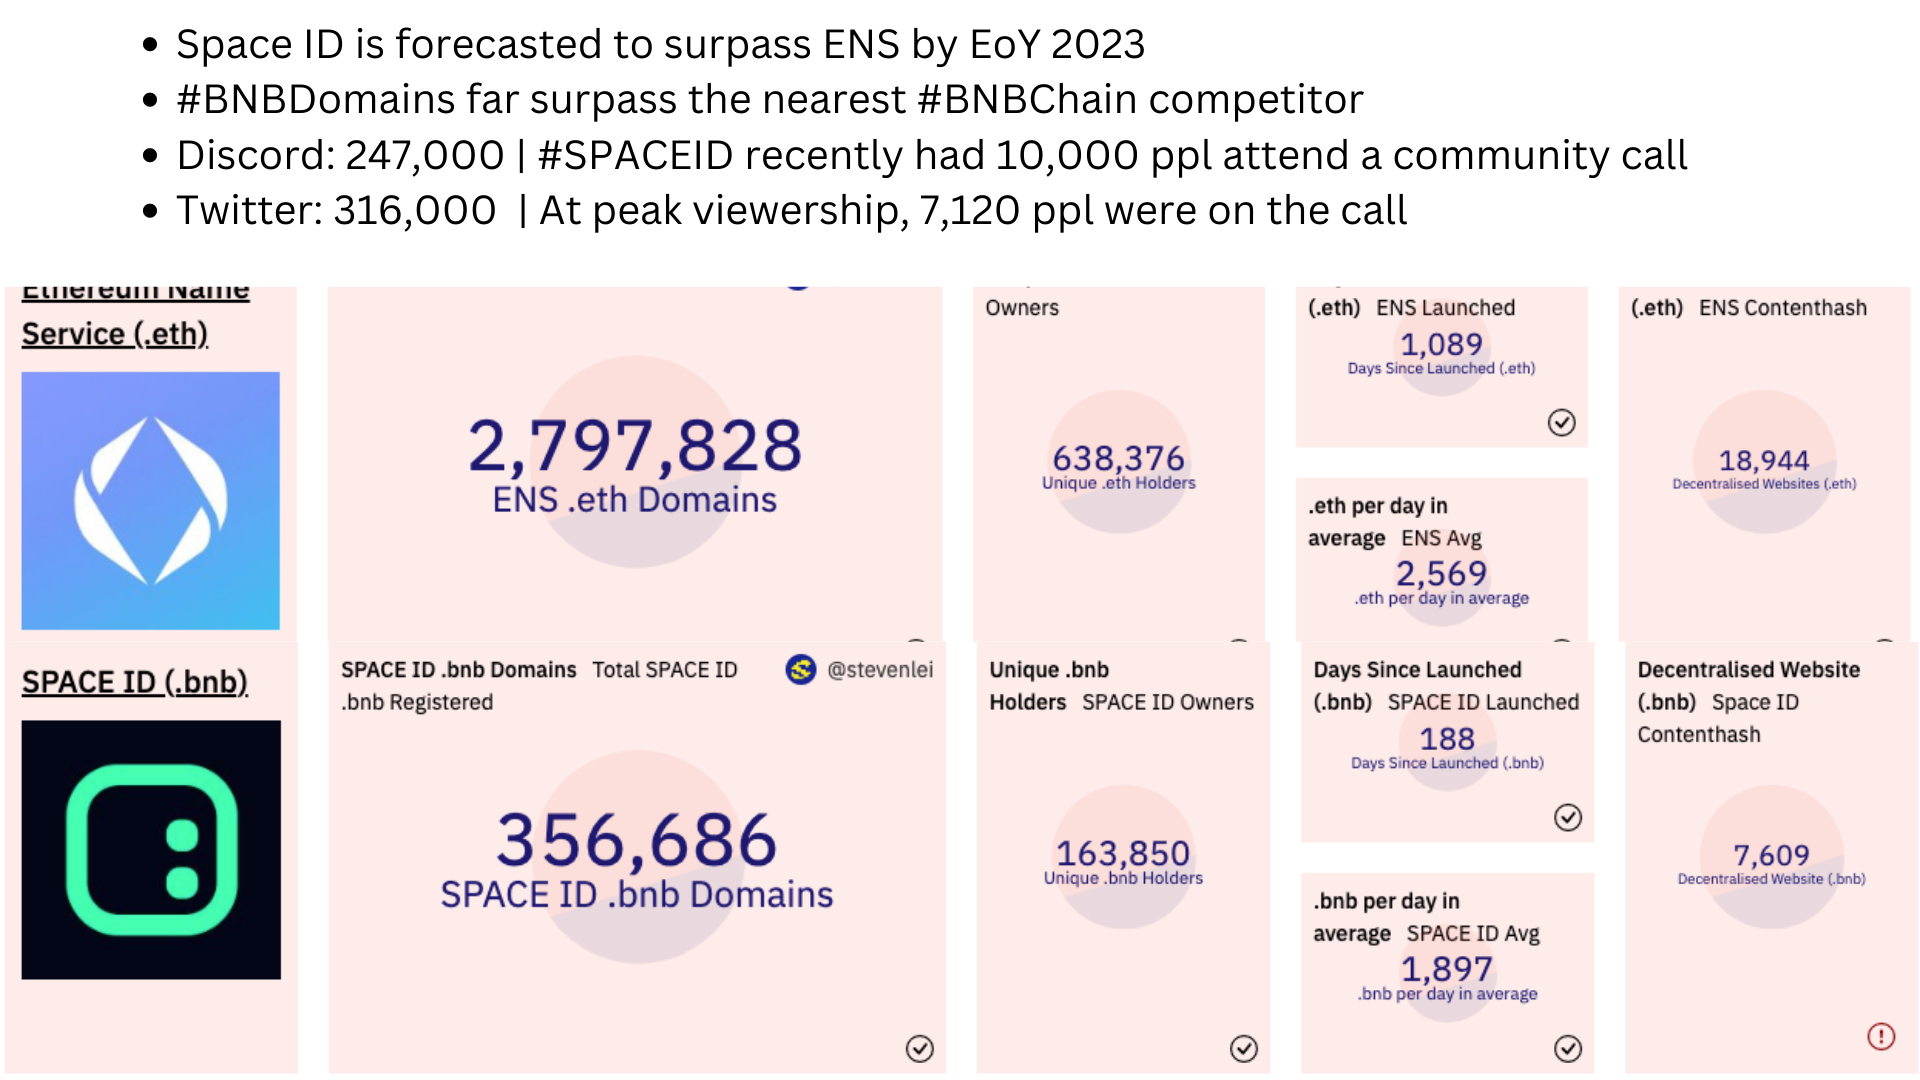 Space ID is forecasted to surpass ENS by EoY 2023
#BNBDomains far surpass the nearest #BNBChain competitor
Discord: 247,000 | #SPACEID recently had 10,000 ppl attend a community call
Twitter: 316,000 | At peak viewership, 7,120 ppl were on the call
Ethereum Name
Service (.eth)
2,797,828
ENS .eth Domains
Owners
638,376
Unique .eth Holders
(.eth) ENS Launched
1,089
Days Since Launched (.eth)
.eth per day in
average ENS Avg
2,569
.eth per day in average
(.eth) ENS Contenthash
18,944
Decentralised Websites (.eth)
SPACE ID (.bnb)
SPACE ID .bnb Domains Total SPACE ID
.bnb Registered
@stevenlei
356,686
SPACE ID .bnb Domains
Unique .bnb
Holders SPACE ID Owners
163,850
Unique .bnb Holders
Days Since Launched
(.bnb) SPACE ID Launched
188
Days Since Launched (.bnb)
.bnb per day in
average SPACE ID Avg
1,897
.bnb per day in average
Decentralised Website
(.bnb) Space ID
Contenthash
7,609
Decentralised Website (.bnb)